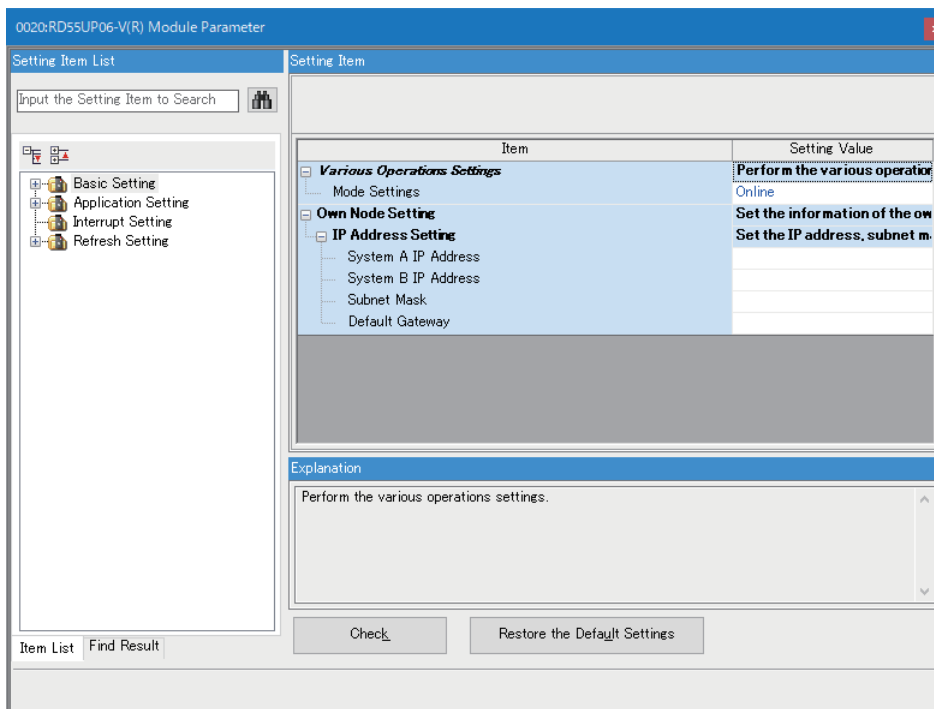 0020:RD55UP06-V(R) Module Parameter
Setting Item List
Input the Setting Item to Search
Basic Setting
Application Setting
Interrupt Setting
Refresh Setting
Item List
Find Result
Setting Item
Item Setting Value
Various Operations Settings Perform the various operation
Mode Settings Online
Own Node Setting Set the information of the ow
IP Address Setting Set the IP address, subnet m
System A IP Address
System B IP Address
Subnet Mask
Default Gateway
Explanation
Perform the various operations settings.
Check Restore the Default Settings